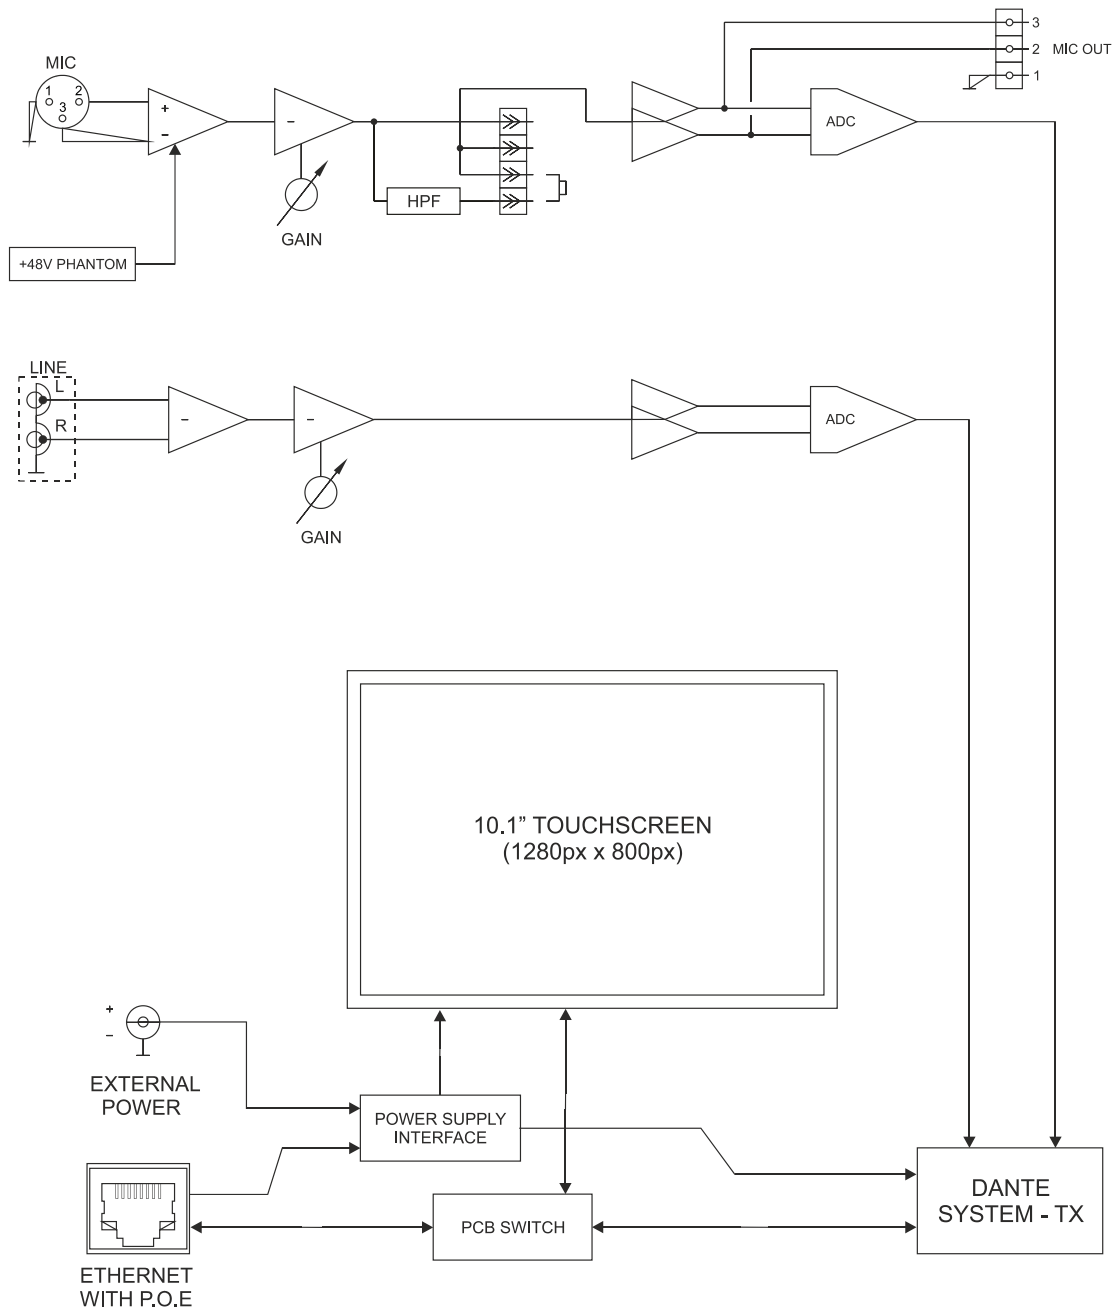 MIC
1 2
3
+
–
–
GAIN
+48V PHANTOM
HPF
ADC
3
2 MIC OUT
1
LINE
L
R
–
–
GAIN
ADC
10.1” TOUCHSCREEN
(1280px x 800px)
+
–
EXTERNAL
POWER
POWER SUPPLY
INTERFACE
PCB SWITCH
DANTE
SYSTEM - TX
ETHERNET
WITH P.O.E